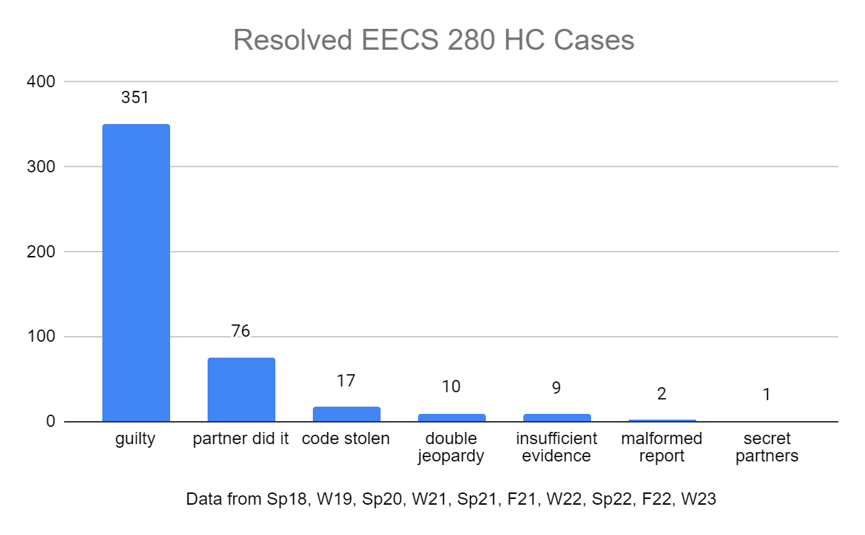 Resolved EECS 280 HC Cases
400
300
200
100
0
351
76
17
10
9
2
1
guilty
partner did it
code stolen
double
jeopardy
insufficient
evidence
malformed
report
secret
partners
Data from Sp18, W19, Sp20, W21, Sp21, F21, W22, Sp22, F22, W23